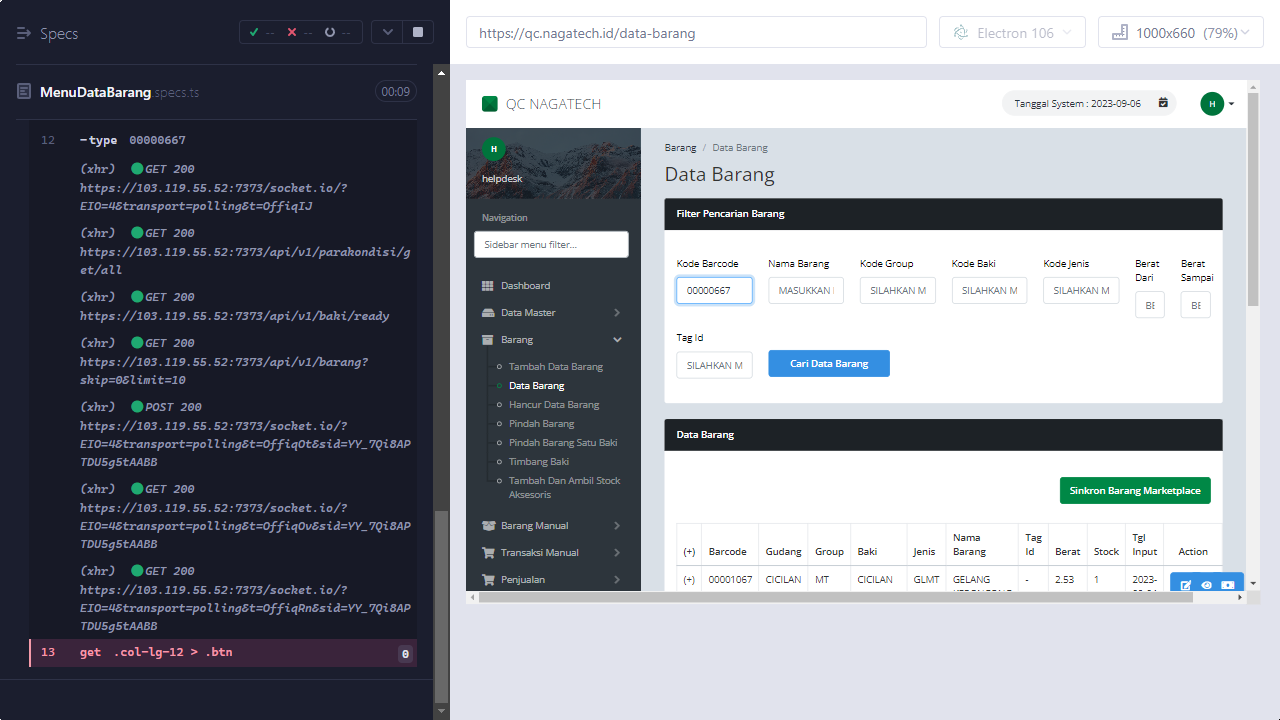 Specs
-- -- --
https://qc.nagatech.id/data-barang
Electron 106
1000x660 (79%)
MenuDataBarang.specs.ts
00:09
12 -type 00000667
(xhr) GET 200
https://103.119.55.52:7373/socket.io/?
EIO=4&transport=polling&t=OffiqIJ
(xhr) GET 200
https://103.119.55.52:7373/api/v1/parakondisi/g
et/all
(xhr) GET 200
https://103.119.55.52:7373/api/v1/baki/ready
(xhr) GET 200
https://103.119.55.52:7373/api/v1/barang?
skip=0&limit=10
(xhr) POST 200
https://103.119.55.52:7373/socket.io/?
EIO=4&transport=polling&t=OffiqOt&sid=YY_7Qi8AP
TDU5g5tAABB
(xhr) GET 200
https://103.119.55.52:7373/socket.io/?
EIO=4&transport=polling&t=OffiqOv&sid=YY_7Qi8AP
TDU5g5tAABB
(xhr) GET 200
https://103.119.55.52:7373/socket.io/?
EIO=4&transport=polling&t=OffiqRn&sid=YY_7Qi8AP
TDU5g5tAABB
13 get .col-lg-12 > .btn 0
QC NAGATECH
Tanggal System : 2023-09-06
H
H
helpdesk
Navigation
Sidebar menu filter...
Dashboard
Data Master
Barang
Tambah Data Barang
Data Barang
Hancur Data Barang
Pindah Barang
Pindah Barang Satu Baki
Timbang Baki
Tambah Dan Ambil Stock
Aksesoris
Barang Manual
Transaksi Manual
Penjualan
Barang / Data Barang
Data Barang
Filter Pencarian Barang
Kode Barcode Nama Barang Kode Group Kode Baki Kode Jenis Berat Dari Berat Sampai
00000667 MASUKKAN SILAHKAN M SILAHKAN M SILAHKAN M BE BE
Tag Id
SILAHKAN M Cari Data Barang
Data Barang
Sinkron Barang Marketplace
(+) Barcode Gudang Group Baki Jenis Nama Barang Tag Id Berat Stock Tgl Input Action
(+) 00001067 CICILAN MT CICILAN GLMT GELANG - 2.53 1 2023-